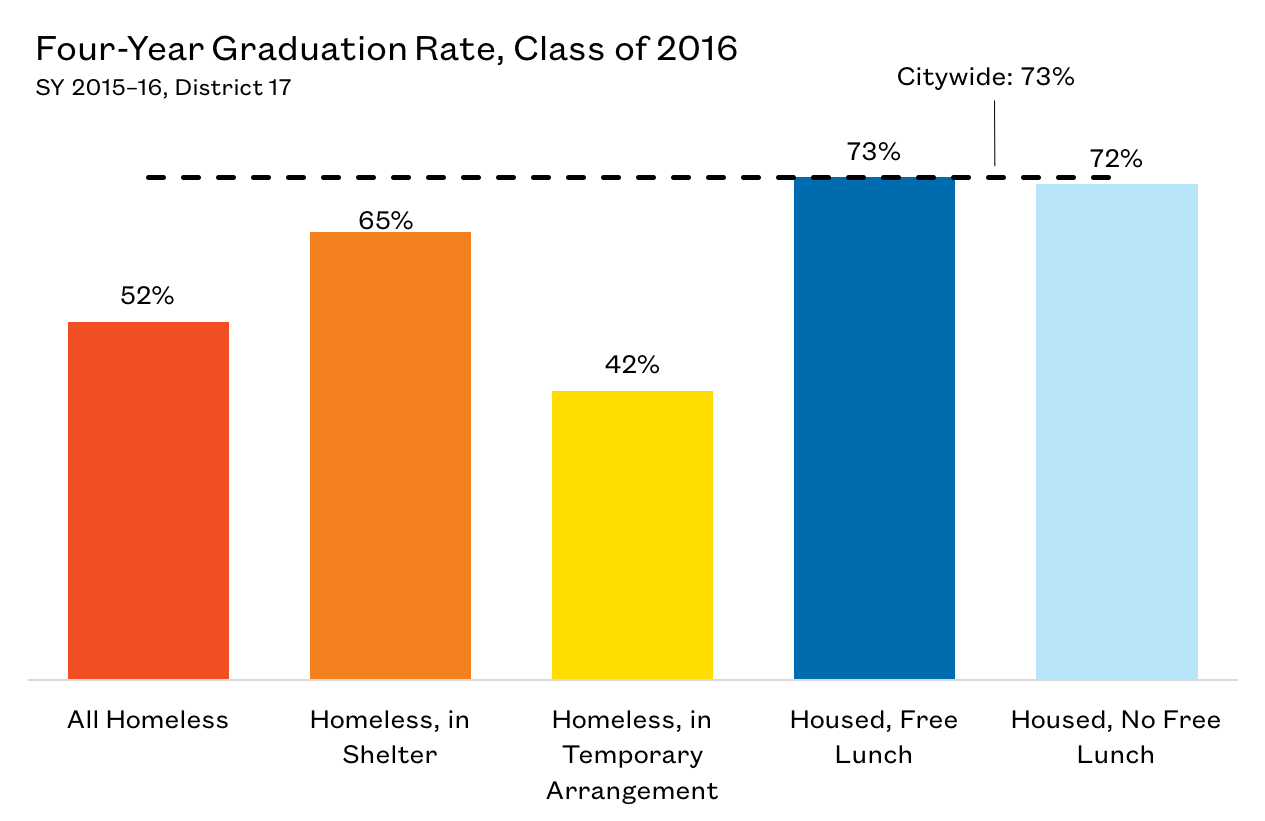 Four-Year Graduation Rate, Class of 2016
SY 2015–16, District 17
Citywide: 73%
52%
65%
42%
73%
72%
All Homeless
Homeless, in
Shelter
Homeless, in
Temporary
Arrangement
Housed, Free
Lunch
Housed, No Free
Lunch